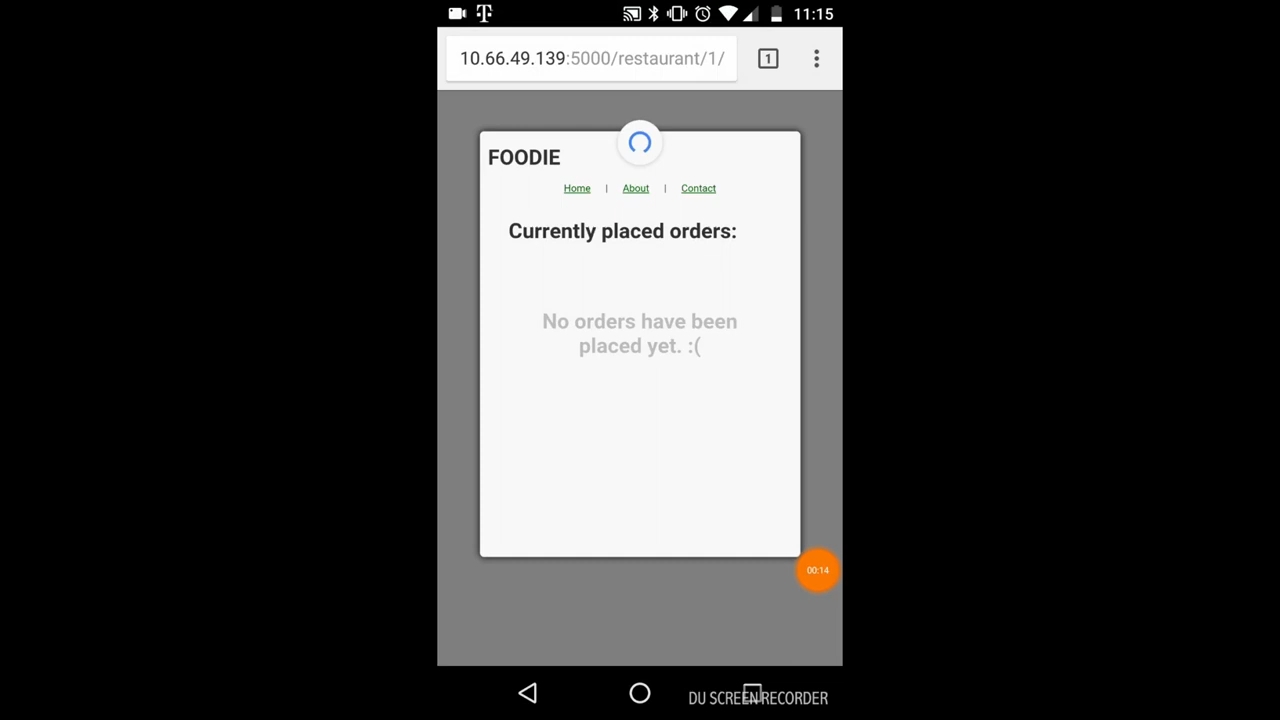 11:15
10.66.49.139:5000/restaurant/1/
1
FOODIE
Home | About | Contact
Currently placed orders:
No orders have been
placed yet. :(
00:14
DU SCREEN RECORDER